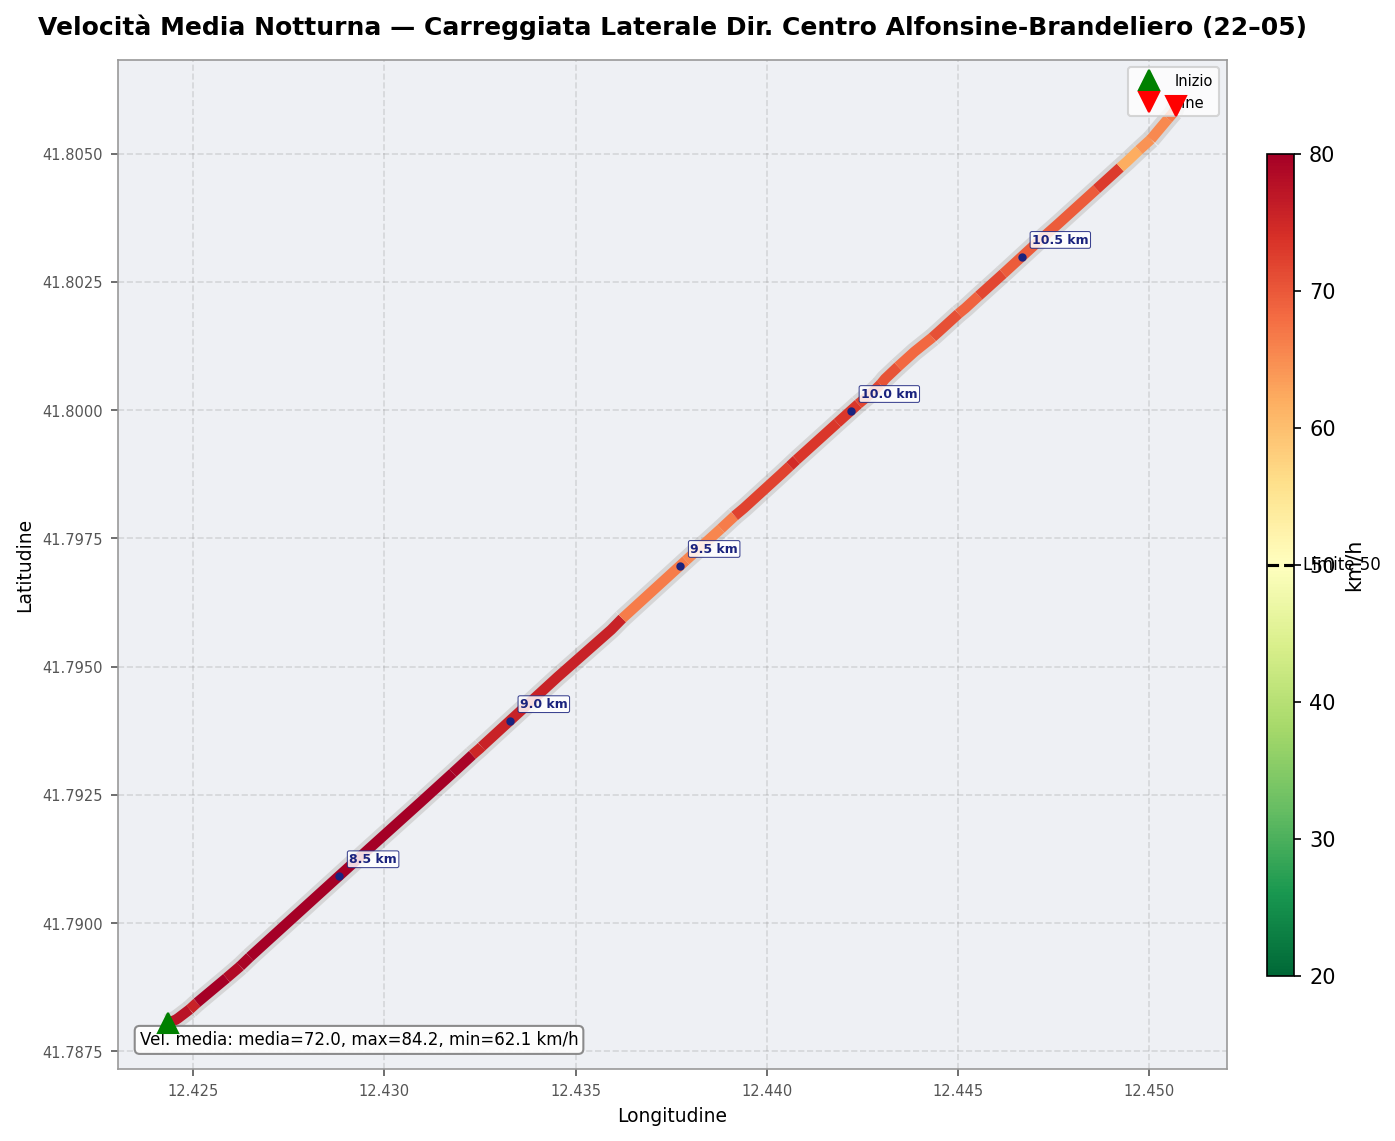 Velocità Media Notturna — Carreggiata Laterale Dir. Centro Alfonsine-Brandeliero (22–05)
Inizio
ine
41.8050
41.8025
41.8000
41.7975
41.7950
41.7925
41.7900
41.7875
Latitudine
10.5 km
10.0 km
9.5 km
9.0 km
8.5 km
Vel. media: media=72.0, max=84.2, min=62.1 km/h
12.425
12.430
12.435
12.440
12.445
12.450
Longitudine
80
70
60
50
Limite 50
40
30
20
km/h